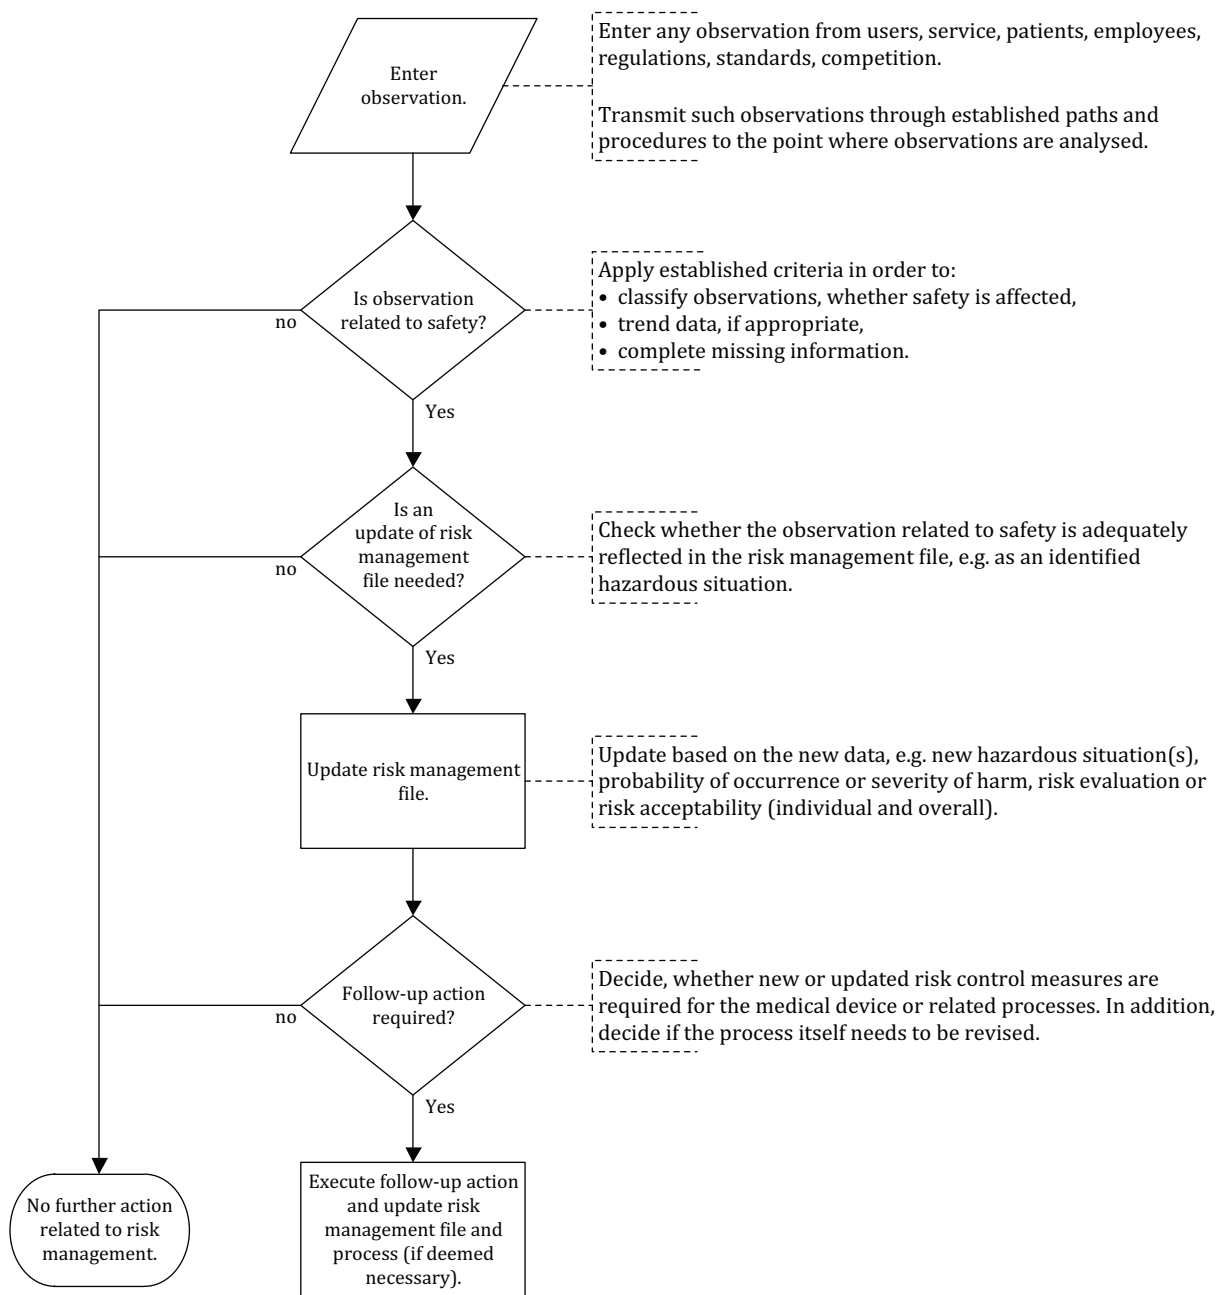 Enter
observation.
Enter any observation from users, service, patients, employees,
regulations, standards, competition.
Transmit such observations through established paths and
procedures to the point where observations are analysed.
Is observation
related to safety?
no
Yes
Apply established criteria in order to:
• classify observations, whether safety is affected,
• trend data, if appropriate,
• complete missing information.
Is an
update of risk
management
file needed?
no
Yes
Check whether the observation related to safety is adequately
reflected in the risk management file, e.g. as an identified
hazardous situation.
Update risk management
file.
Update based on the new data, e.g. new hazardous situation(s),
probability of occurrence or severity of harm, risk evaluation or
risk acceptability (individual and overall).
Follow-up action
required?
no
Yes
Decide, whether new or updated risk control measures are
required for the medical device or related processes. In addition,
decide if the process itself needs to be revised.
No further action
related to risk
management.
Execute follow-up action
and update risk
management file and
process (if deemed
necessary).